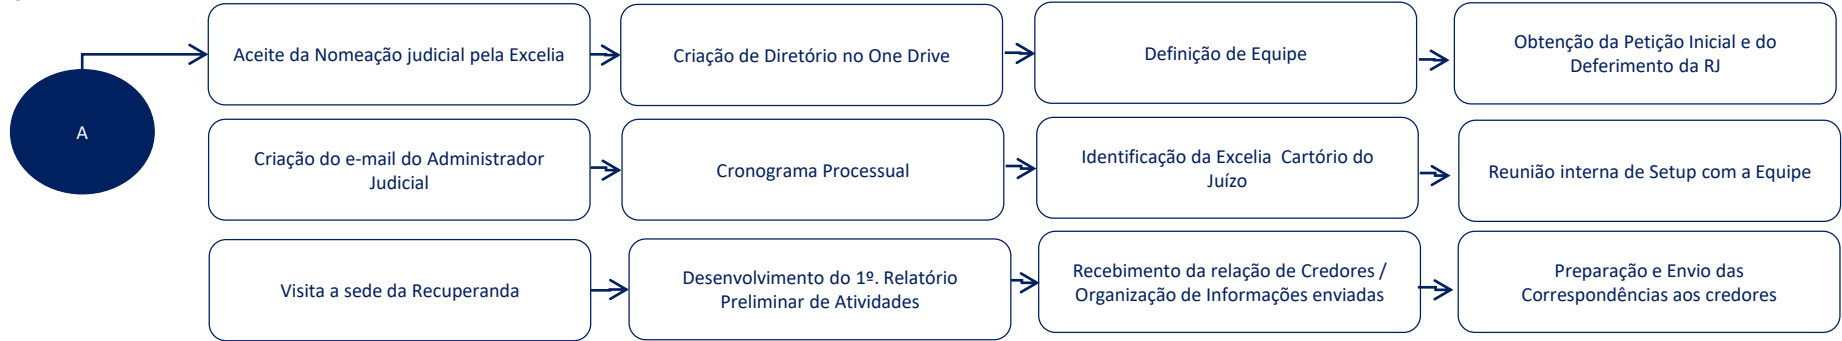 A
Aceite da Nomeação judicial pela Excelia
Criação de Diretório no One Drive
Definição de Equipe
Obtenção da Petição Inicial e do
Deferimento da RJ
Criação do e-mail do Administrador
Judicial
Cronograma Processual
Identificação da Excelia  Cartório do
Juízo
Reunião interna de Setup com a Equipe
Visita a sede da Recuperanda
Desenvolvimento do 1º. Relatório
Preliminar de Atividades
Recebimento da relação de Credores /
Organização de Informações enviadas
Preparação e Envio das
Correspondências aos credores